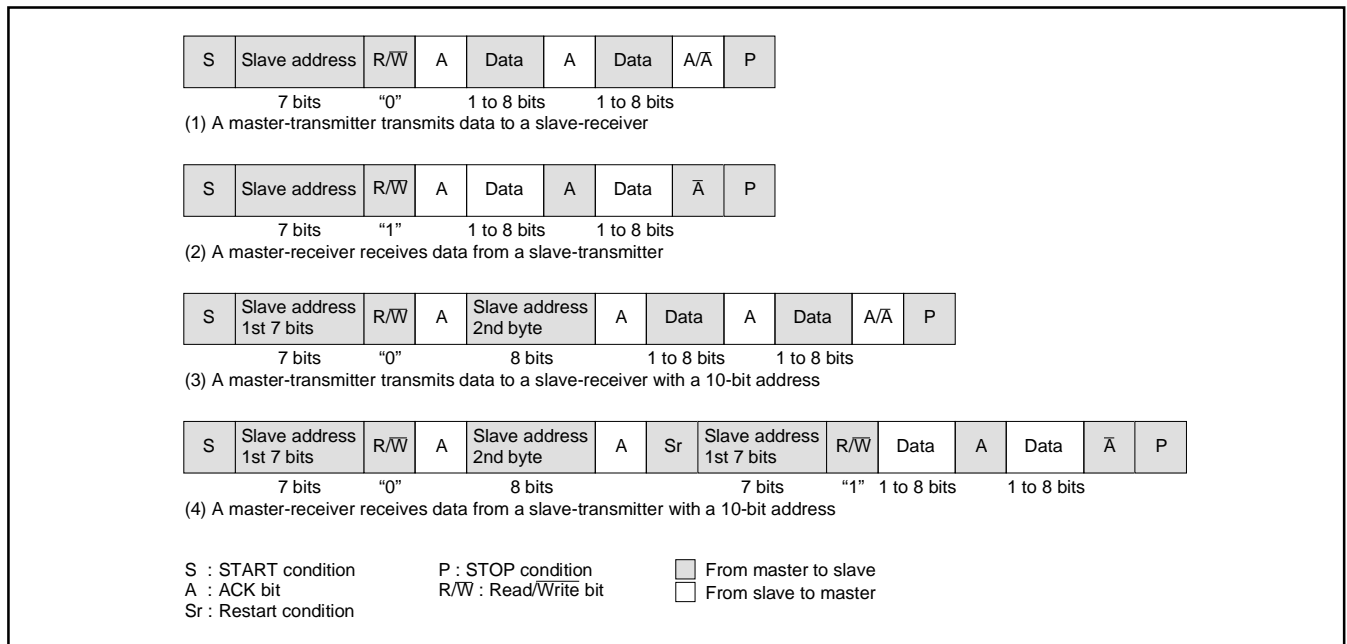 S Slave address R/W̅ A Data A Data A/A̅ P
7 bits “0” 1 to 8 bits 1 to 8 bits
(1) A master-transmitter transmits data to a slave-receiver
S Slave address R/W̅ A Data A Data A̅ P
7 bits “1” 1 to 8 bits 1 to 8 bits
(2) A master-receiver receives data from a slave-transmitter
S Slave address 1st 7 bits R/W̅ A Slave address 2nd byte A Data A Data A/A̅ P
7 bits “0” 8 bits 1 to 8 bits 1 to 8 bits
(3) A master-transmitter transmits data to a slave-receiver with a 10-bit address
S Slave address 1st 7 bits R/W̅ A Slave address 2nd byte A Sr Slave address 1st 7 bits R/W̅ Data A Data A̅ P
7 bits “0” 8 bits 7 bits “1” 1 to 8 bits 1 to 8 bits
(4) A master-receiver receives data from a slave-transmitter with a 10-bit address
S : START condition P : STOP condition From master to slave
A : ACK bit R/W̅ : Read/W̅r̅i̅t̅e̅ bit From slave to master
Sr : Restart condition